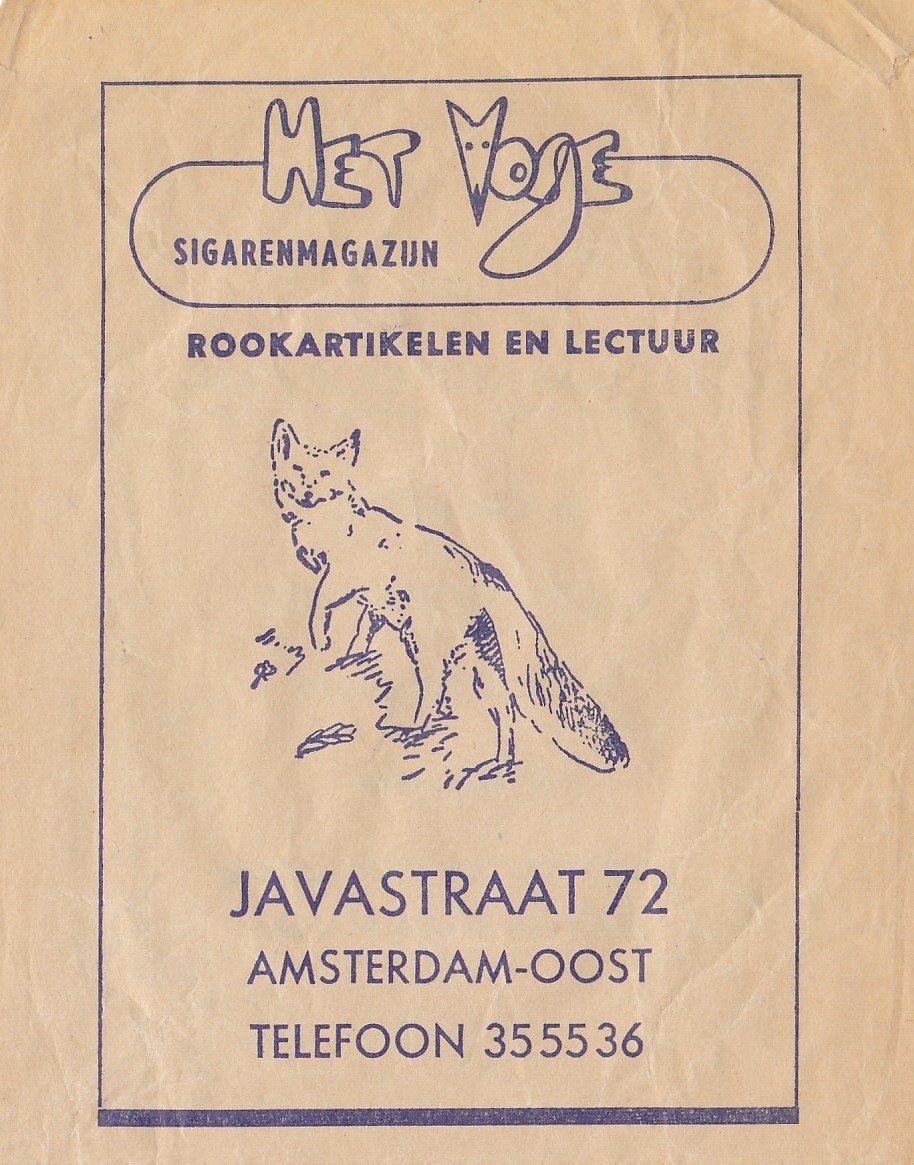 HET VOSJE
SIGARENMAGAZIJN
ROOKARTIKELEN EN LECTUUR
JAVASTRAAT 72
AMSTERDAM-OOST
TELEFOON 355536